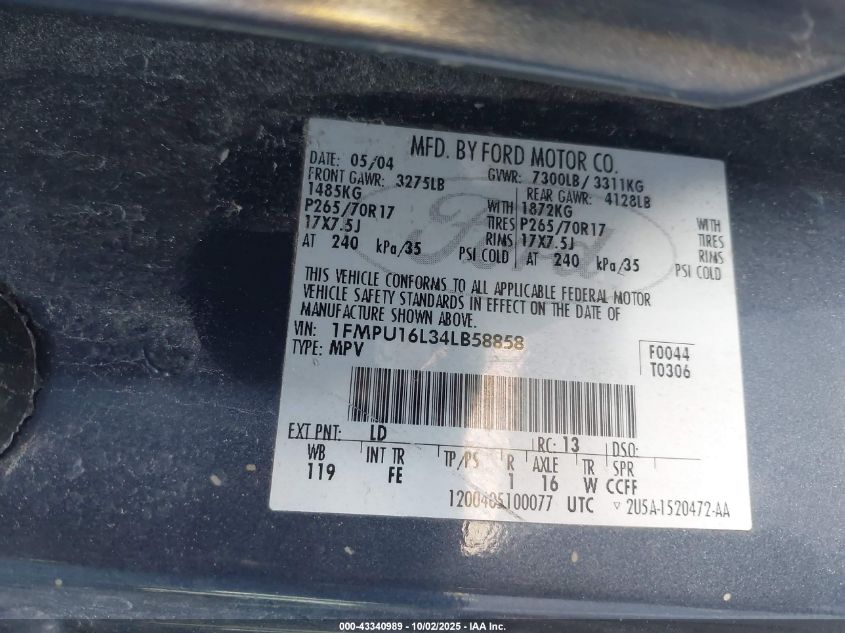 MFD. BY FORD MOTOR CO.
DATE: 05/04 GVWR: 7300LB/ 3311KG
FRONT GAWR: 3275LB REAR GAWR: 4128LB
1485KG WITH 1872KG WITH
P265/70R17 TIRES P265/70R17 TIRES
17X7.5J RIMS 17X7.5J RIMS
AT 240 kPa/35 PSI COLD AT 240 kPa/35 PSI COLD
Ford
THIS VEHICLE CONFORMS TO ALL APPLICABLE FEDERAL MOTOR
VEHICLE SAFETY STANDARDS IN EFFECT ON THE DATE OF
MANUFACTURE SHOWN ABOVE.
VIN: 1FMPU16L34LB58858
TYPE: MPV
F0044
T0306
EXT PNT: LD RC: 13 DSO:
WB INT TR TP/PS R AXLE TR SPR
119 FE 1 16 W CCFF
1200405100077 UTC ▽ 2U5A-1520472-AA
000-43340989 - 10/02/2025 - IAA Inc.